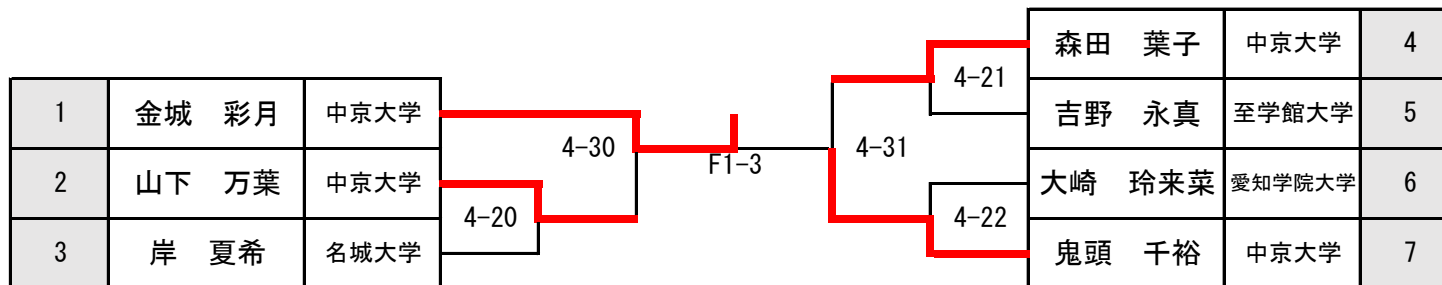 1 金城 彩月 中京大学
2 山下 万葉 中京大学
3 岸 夏希 名城大学
4-20
4-30
F1-3
4-31
4-21
4-22
森田 葉子 中京大学 4
吉野 永真 至学館大学 5
大崎 玲来菜 愛知学院大学 6
鬼頭 千裕 中京大学 7